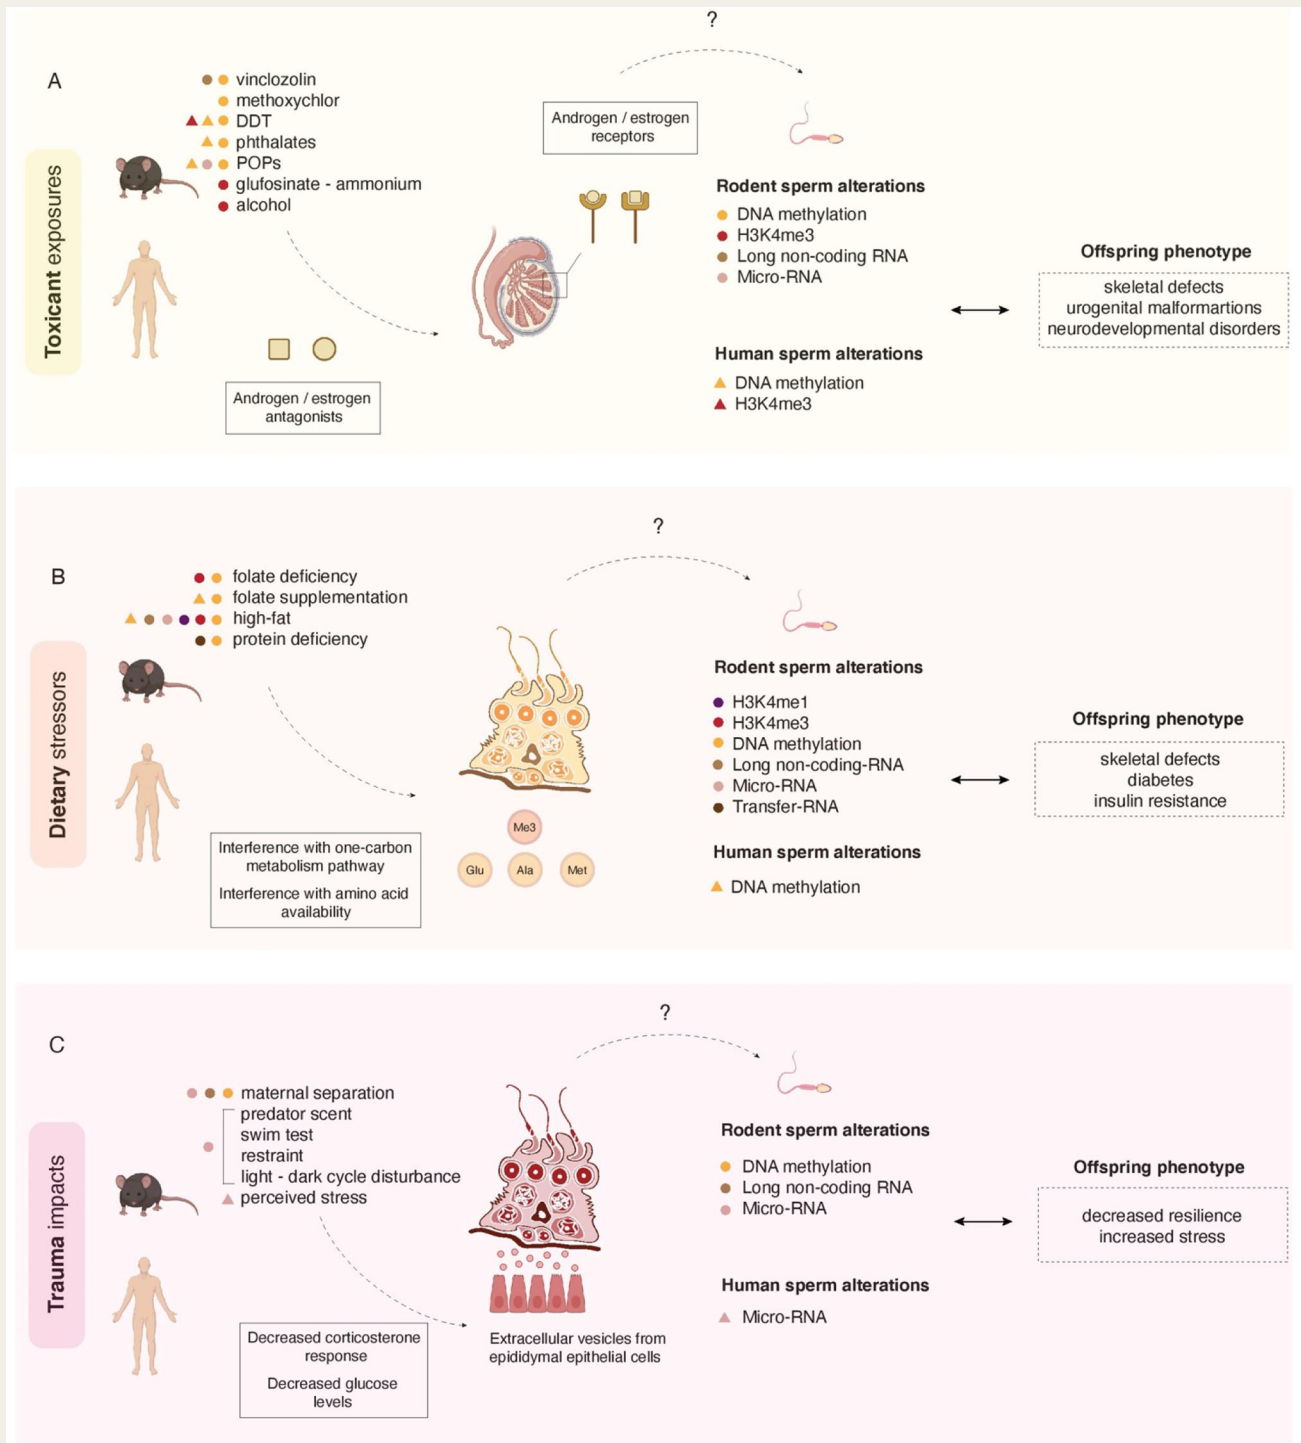 ?
A
vinclozolin
methoxychlor
DDT
phthalates
POPs
glufosinate - ammonium
alcohol
Toxicant exposures
Androgen / estrogen
antagonists
Androgen / estrogen
receptors
Rodent sperm alterations
DNA methylation
H3K4me3
Long non-coding RNA
Micro-RNA
Human sperm alterations
DNA methylation
H3K4me3
Offspring phenotype
skeletal defects
urogenital malformartions
neurodevelopmental disorders
?
B
folate deficiency
folate supplementation
high-fat
protein deficiency
Dietary stressors
Interference with one-carbon
metabolism pathway
Interference with amino acid
availability
Me3
Glu
Ala
Met
Rodent sperm alterations
H3K4me1
H3K4me3
DNA methylation
Long non-coding-RNA
Micro-RNA
Transfer-RNA
Human sperm alterations
DNA methylation
Offspring phenotype
skeletal defects
diabetes
insulin resistance
?
C
maternal separation
predator scent
swim test
restraint
light - dark cycle disturbance
perceived stress
Trauma impacts
Decreased corticosterone
response
Decreased glucose
levels
Extracellular vesicles from
epididymal epithelial cells
Rodent sperm alterations
DNA methylation
Long non-coding RNA
Micro-RNA
Human sperm alterations
Micro-RNA
Offspring phenotype
decreased resilience
increased stress